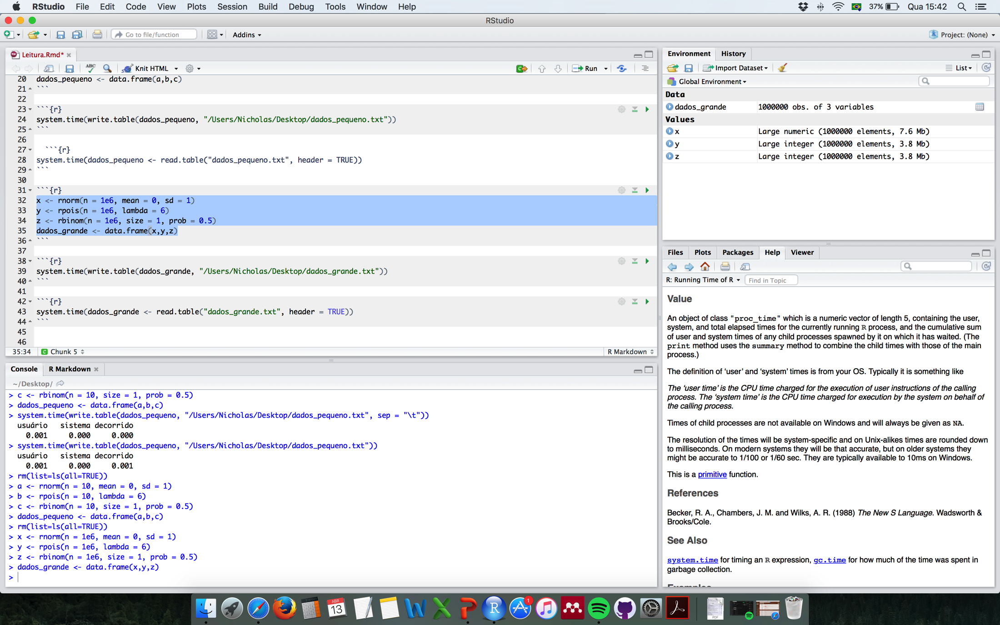 RStudio File Edit Code View Plots Session Build Debug Tools Window Help 37% Qua 15:42
RStudio
Go to file/function Addins Project: (None)
Leitura.Rmd*
ABC Knit HTML Run
20 dados_pequeno <- data.frame(a,b,c)
21 ```
22
23 ```{r}
24 system.time(write.table(dados_pequeno, "/Users/Nicholas/Desktop/dados_pequeno.txt"))
25 ```
26
27 ```{r}
28 system.time(dados_pequeno <- read.table("dados_pequeno.txt", header = TRUE))
29 ```
30
31 ```{r}
32 x <- rnorm(n = 1e6, mean = 0, sd = 1)
33 y <- rpois(n = 1e6, lambda = 6)
34 z <- rbinom(n = 1e6, size = 1, prob = 0.5)
35 dados_grande <- data.frame(x,y,z)
36 ```
37
38 ```{r}
39 system.time(write.table(dados_grande, "/Users/Nicholas/Desktop/dados_grande.txt"))
40 ```
41
42 ```{r}
43 system.time(dados_grande <- read.table("dados_grande.txt", header = TRUE))
44 ```
45
46
35:34 C Chunk 5 R Markdown
Console R Markdown
~/Desktop/
> c <- rbinom(n = 10, size = 1, prob = 0.5)
> dados_pequeno <- data.frame(a,b,c)
> system.time(write.table(dados_pequeno, "/Users/Nicholas/Desktop/dados_pequeno.txt", sep = "\t"))
usuário sistema decorrido
0.001 0.000 0.000
> system.time(write.table(dados_pequeno, "/Users/Nicholas/Desktop/dados_pequeno.txt"))
usuário sistema decorrido
0.001 0.000 0.001
> rm(list=ls(all=TRUE))
> a <- rnorm(n = 10, mean = 0, sd = 1)
> b <- rpois(n = 10, lambda = 6)
> c <- rbinom(n = 10, size = 1, prob = 0.5)
> dados_pequeno <- data.frame(a,b,c)
> rm(list=ls(all=TRUE))
> x <- rnorm(n = 1e6, mean = 0, sd = 1)
> y <- rpois(n = 1e6, lambda = 6)
> z <- rbinom(n = 1e6, size = 1, prob = 0.5)
> dados_grande <- data.frame(x,y,z)
>
Environment History
Import Dataset List
Global Environment
Data
dados_grande 1000000 obs. of 3 variables
Values
x Large numeric (1000000 elements, 7.6 Mb)
y Large integer (1000000 elements, 3.8 Mb)
z Large integer (1000000 elements, 3.8 Mb)
Files Plots Packages Help Viewer
R: Running Time of R Find in Topic
Value
An object of class "proc_time" which is a numeric vector of length 5, containing the user,
system, and total elapsed times for the currently running R process, and the cumulative sum
of user and system times of any child processes spawned by it on which it has waited. (The
print method uses the summary method to combine the child times with those of the main
process.)
The definition of ‘user’ and ‘system’ times is from your OS. Typically it is something like
The ‘user time’ is the CPU time charged for the execution of user instructions of the calling
process. The ‘system time’ is the CPU time charged for execution by the system on behalf of
the calling process.
Times of child processes are not available on Windows and will always be given as NA.
The resolution of the times will be system-specific and on Unix-alikes times are rounded down
to milliseconds. On modern systems they will be that accurate, but on older systems they
might be accurate to 1/100 or 1/60 sec. They are typically available to 10ms on Windows.
This is a primitive function.
References
Becker, R. A., Chambers, J. M. and Wilks, A. R. (1988) The New S Language. Wadsworth &
Brooks/Cole.
See Also
system.time for timing an R expression, gc.time for how much of the time was spent in
garbage collection.
Examples
ABR
13
W
X
P
R
1
PDF